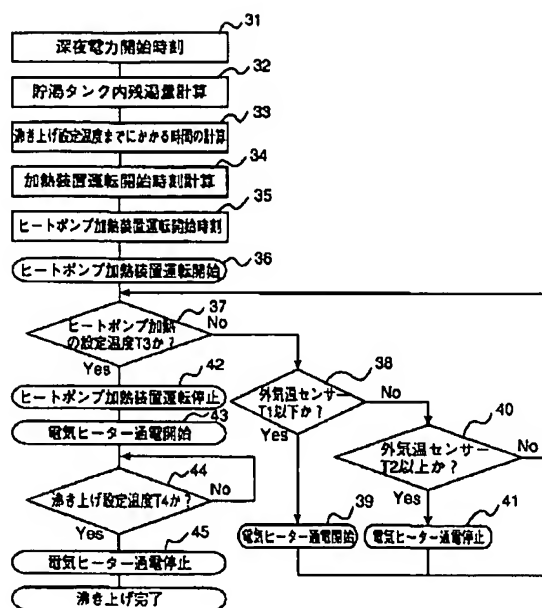 31
深夜電力開始時刻
32
貯湯タンク内残湯量計算
33
沸き上げ設定温度までにかかる時間の計算
34
加熱装置運転開始時刻計算
35
ヒートポンプ加熱装置運転開始時刻
36
ヒートポンプ加熱装置運転開始
37
ヒートポンプ加熱
の設定温度T3か?
No
Yes
38
外気温センサー
T1以下か?
No
Yes
40
外気温センサー
T2以上か?
No
Yes
42
ヒートポンプ加熱装置運転停止
43
電気ヒーター通電開始
44
沸き上げ設定温度T4か?
No
Yes
39
電気ヒーター通電開始
41
電気ヒーター通電停止
45
電気ヒーター通電停止
沸き上げ完了